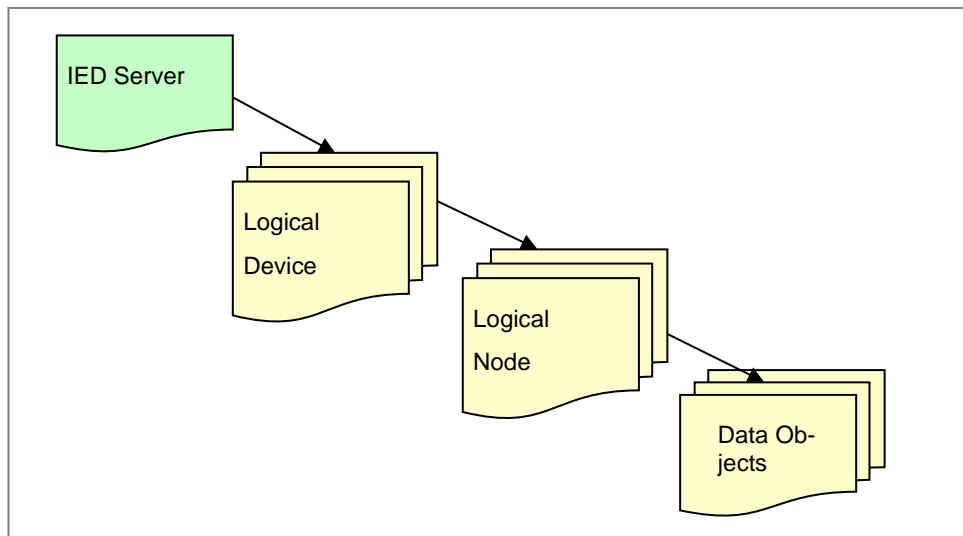 IED Server
Logical
Device
Logical
Node
Data Ob-
jects